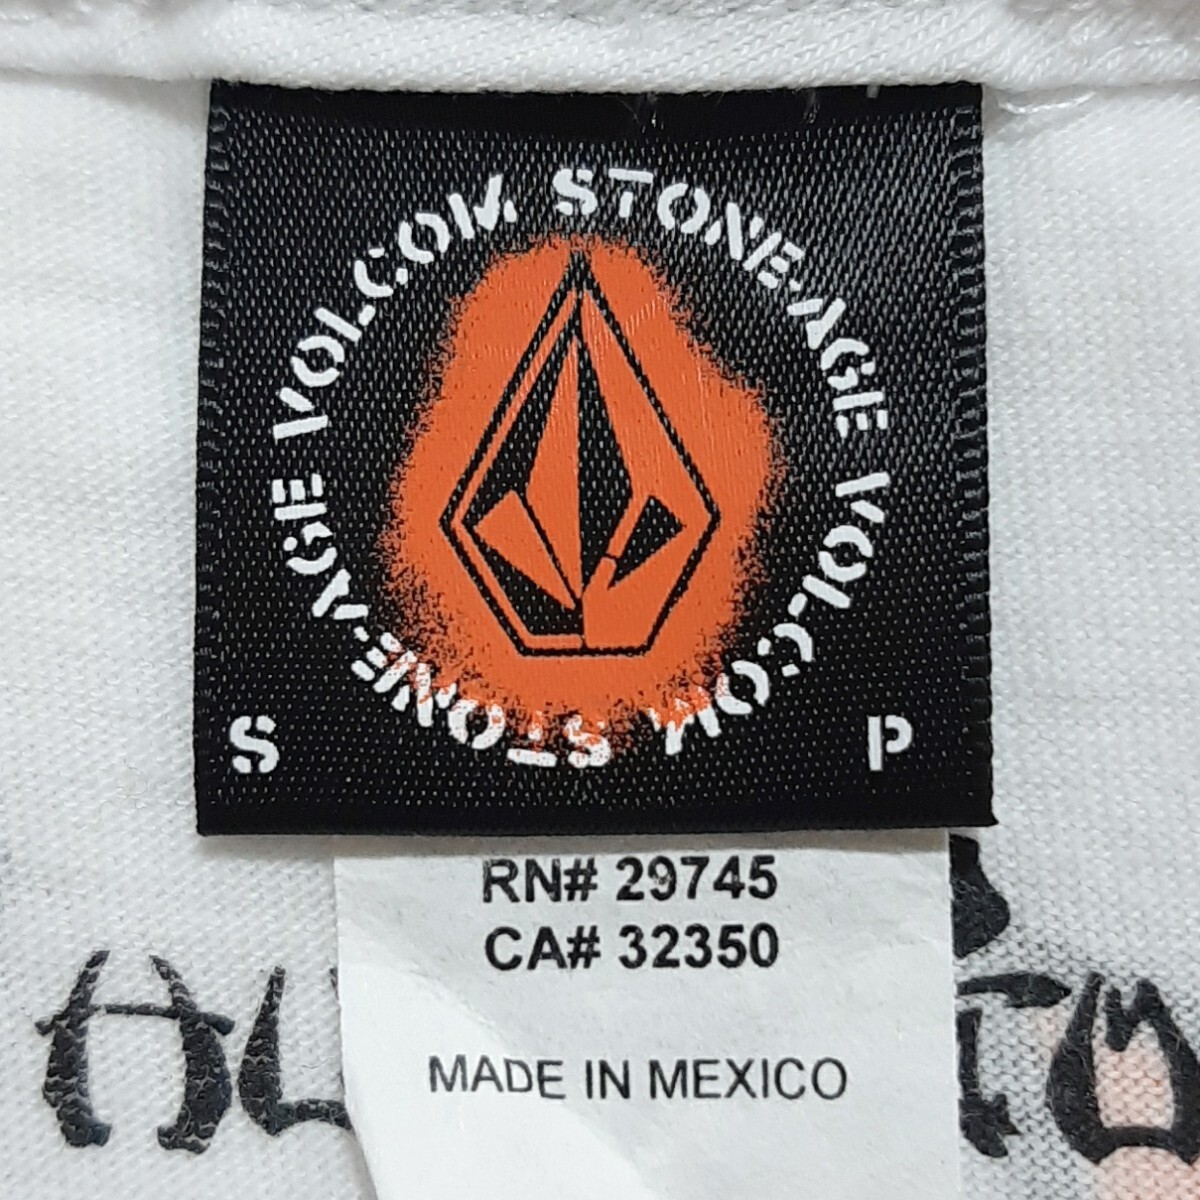 VOLCOM STONE-AGE VOLCOM STONE-AGE
S P
RN# 29745
CA# 32350
MADE IN MEXICO